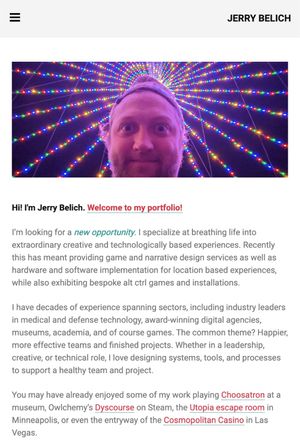 JERRY BELICH
Hi! I'm Jerry Belich. Welcome to my portfolio!
I'm looking for a new opportunity. I specialize at breathing life into
extraordinary creative and technologically based experiences. Recently
this has meant providing game and narrative design services as well as
hardware and software implementation for location based experiences,
while also exhibiting bespoke alt ctrl games and installations.
I have decades of experience spanning sectors, including industry leaders
in medical and defense technology, award-winning digital agencies,
museums, academia, and of course games. The common theme? Happier,
more effective teams and finished projects. Whether in a leadership,
creative, or technical role, I love designing systems, tools, and processes
to support a healthy team and project.
You may have already enjoyed some of my work playing Choosatron at a
museum, Owlchemy's Dyscourse on Steam, the Utopia escape room in
Minneapolis, or even the entryway of the Cosmopolitan Casino in Las
Vegas.